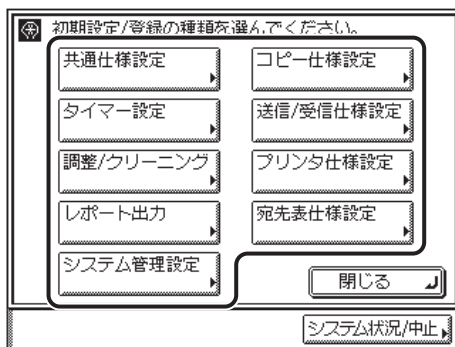 初期設定/登録の種類を選んでください。
共通仕様設定
コピー仕様設定
タイマー設定
送信/受信仕様設定
調整/クリーニング
プリンタ仕様設定
レポート出力
宛先表仕様設定
システム管理設定
閉じる
システム状況/中止